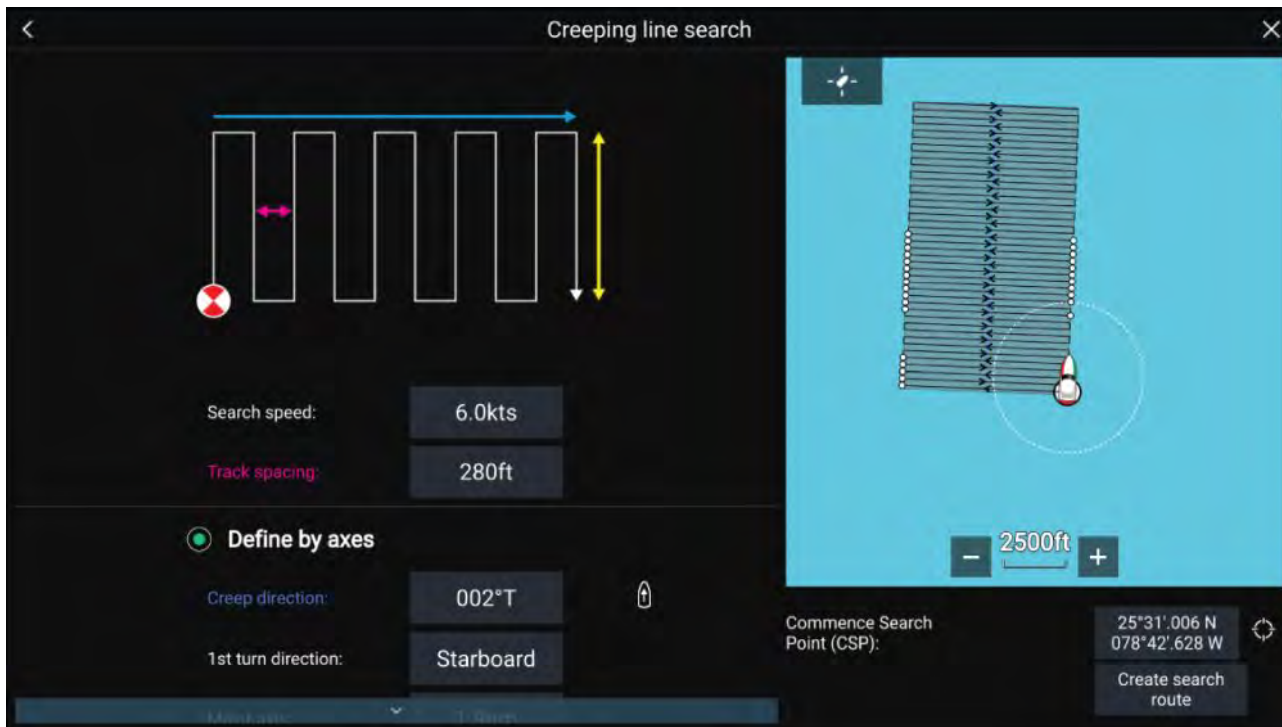 Creeping line search
Search speed:
6.0kts
Track spacing:
280ft
Define by axes
Creep direction:
002°T
1st turn direction:
Starboard
2500ft
Commence Search
Point (CSP):
25°31'.006 N
078°42'.628 W
Create search
route